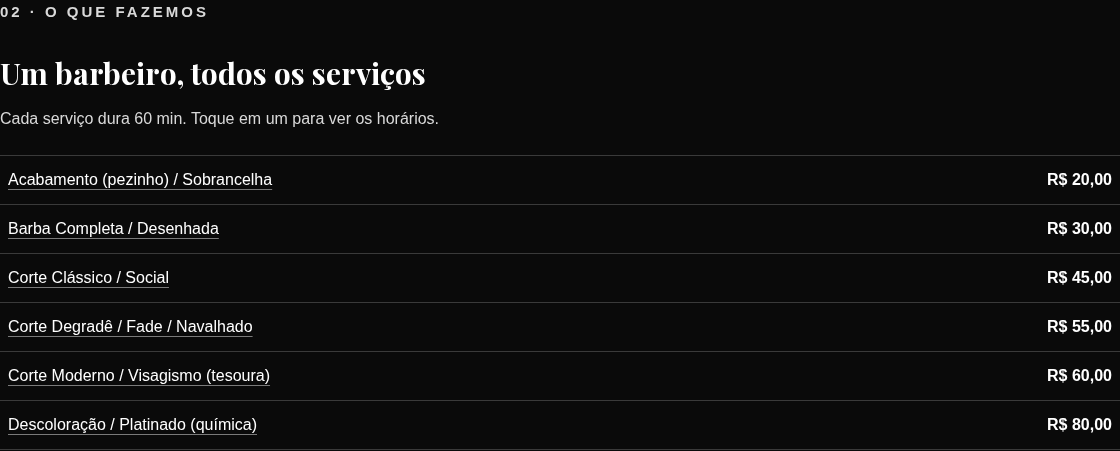 02 · O QUE FAZEMOS
Um barbeiro, todos os serviços
Cada serviço dura 60 min. Toque em um para ver os horários.
Acabamento (pezinho) / Sobrancelha R$ 20,00
Barba Completa / Desenhada R$ 30,00
Corte Clássico / Social R$ 45,00
Corte Degradê / Fade / Navalhado R$ 55,00
Corte Moderno / Visagismo (tesoura) R$ 60,00
Descoloração / Platinado (química) R$ 80,00